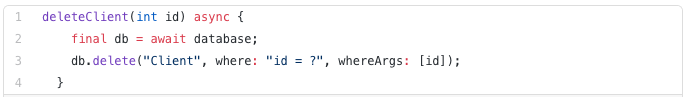 1 deleteClient(int id) async {
2     final db = await database;
3     db.delete("Client", where: "id = ?", whereArgs: [id]);
4   }